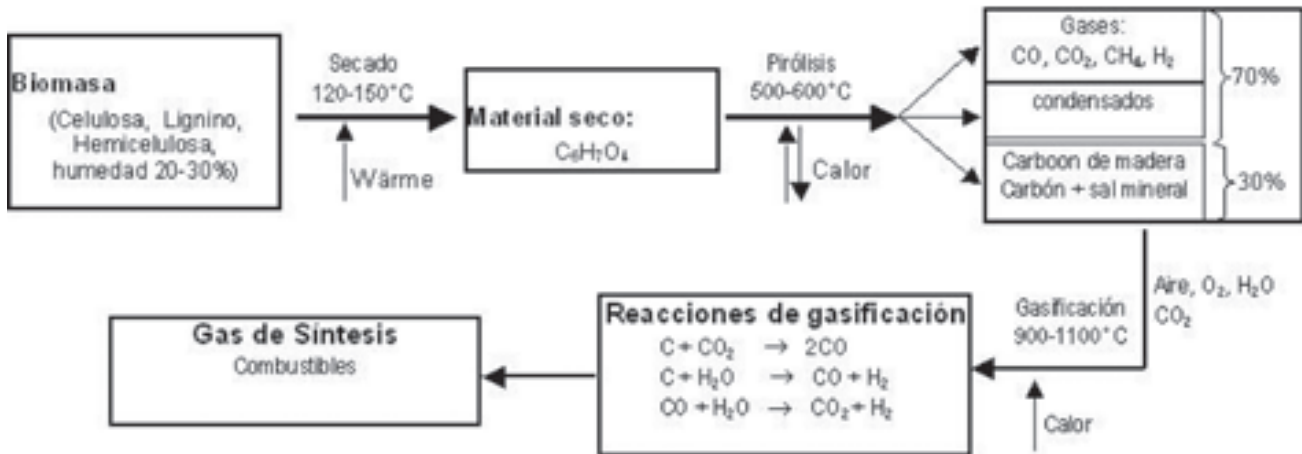 Biomasa
(Celulosa, Lignino,
Hemicelulosa,
humedad 20-30%)
Secado
120-150°C
Wärme
Material seco:
C₆H₇O₄
Pirólisis
500-600°C
Calor
Gases:
CO, CO₂, CH₄, H₂
condensados
70%
Carboon de madera
Carbón + sal mineral
30%
Aire, O₂, H₂O
CO₂
Gasificación
900-1100°C
Calor
Reacciones de gasificación
C + CO₂ → 2CO
C + H₂O → CO + H₂
CO + H₂O → CO₂ + H₂
Gas de Síntesis
Combustibles